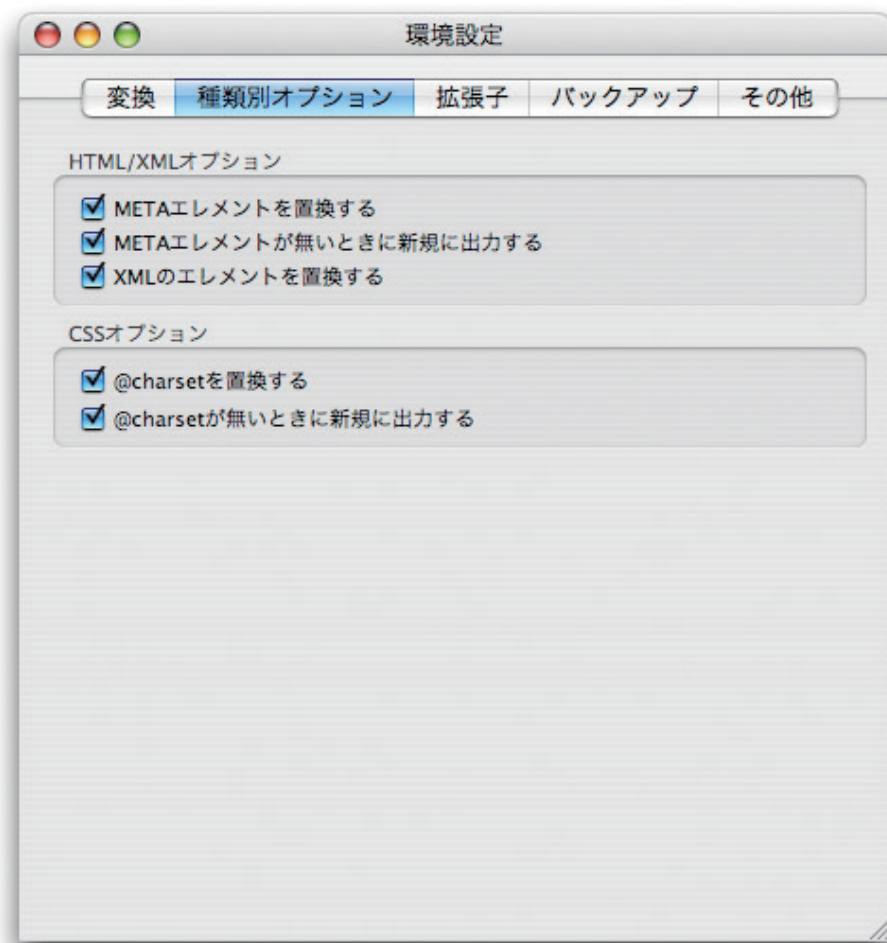 環境設定
変換 種類別オプション 拡張子 バックアップ その他
HTML/XMLオプション
METAエレメントを置換する
METAエレメントが無いときに新規に出力する
XMLのエレメントを置換する
CSSオプション
@charsetを置換する
@charsetが無いときに新規に出力する